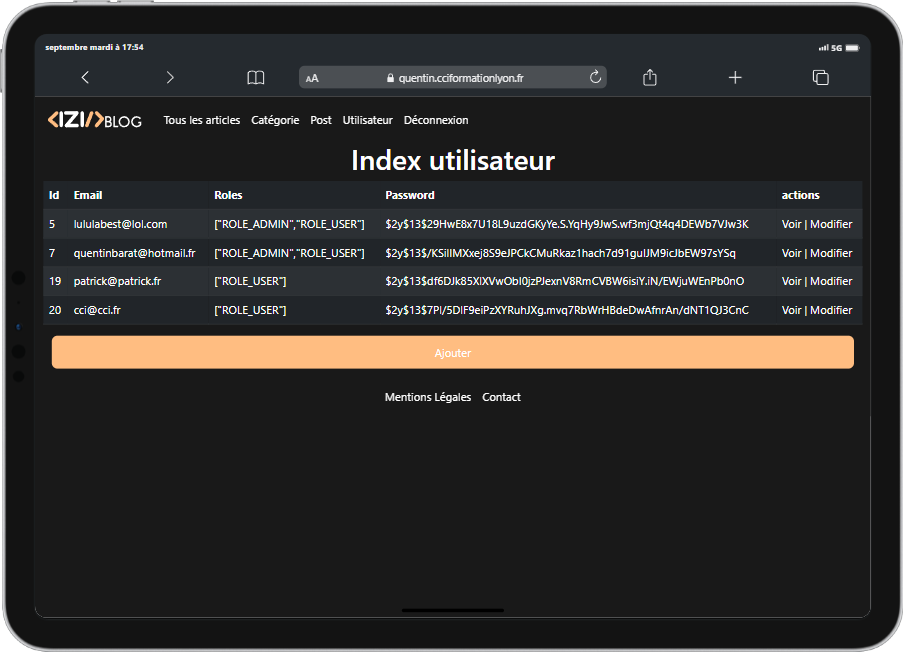 septembre mardi à 17:54
5G
AA quentin.cciformationlyon.fr
<IZI/>BLOG Tous les articles Catégorie Post Utilisateur Déconnexion
Index utilisateur
Id Email Roles Password actions
5 lululabest@lol.com ["ROLE_ADMIN","ROLE_USER"] $2y$13$29HwE8x7U18L9uzdGKyYe.S.YqHy9JwS.wf3mjQt4q4DEWb7VJw3K Voir | Modifier
7 quentinbarat@hotmail.fr ["ROLE_ADMIN","ROLE_USER"] $2y$13$/KSiIIMXxej8S9eJPCkCMuRkaz1hach7d91guIJM9icJbEW97sYSq Voir | Modifier
19 patrick@patrick.fr ["ROLE_USER"] $2y$13$df6DJk85XIXVwObI0jzPJexnV8RmCVBW6isiY.iN/EWjuWEnPb0nO Voir | Modifier
20 cci@cci.fr ["ROLE_USER"] $2y$13$7Pl/5DlF9eiPzXYRuhJXg.mvq7RbWrHBdeDwAfnrAn/dNT1QJ3CnC Voir | Modifier
Ajouter
Mentions Légales Contact